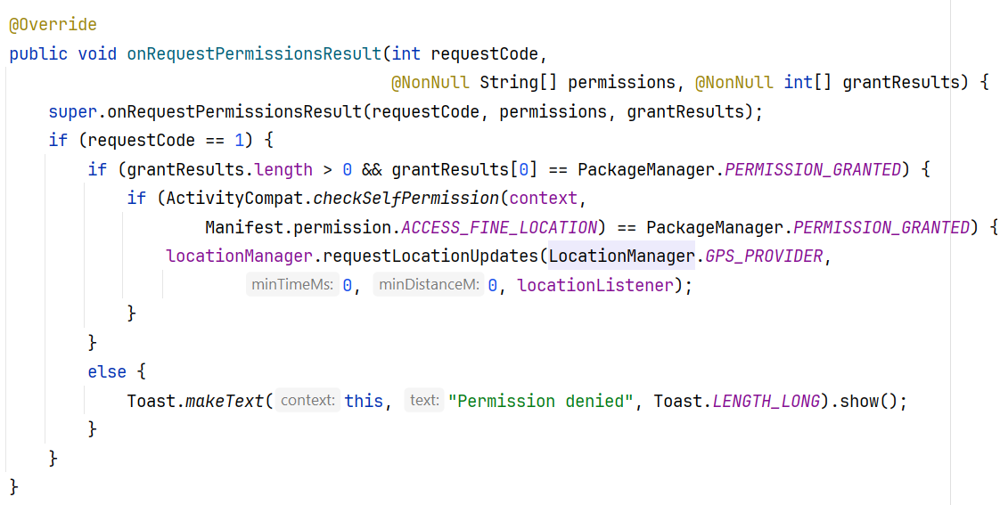 @Override
public void onRequestPermissionsResult(int requestCode,
@NonNull String[] permissions, @NonNull int[] grantResults) {
super.onRequestPermissionsResult(requestCode, permissions, grantResults);
if (requestCode == 1) {
if (grantResults.length > 0 && grantResults[0] == PackageManager.PERMISSION_GRANTED) {
if (ActivityCompat.checkSelfPermission(context,
Manifest.permission.ACCESS_FINE_LOCATION) == PackageManager.PERMISSION_GRANTED) {
locationManager.requestLocationUpdates(LocationManager.GPS_PROVIDER,
minTimeMs: 0, minDistanceM: 0, locationListener);
}
}
else {
Toast.makeText(context: this, text: "Permission denied", Toast.LENGTH_LONG).show();
}
}
}